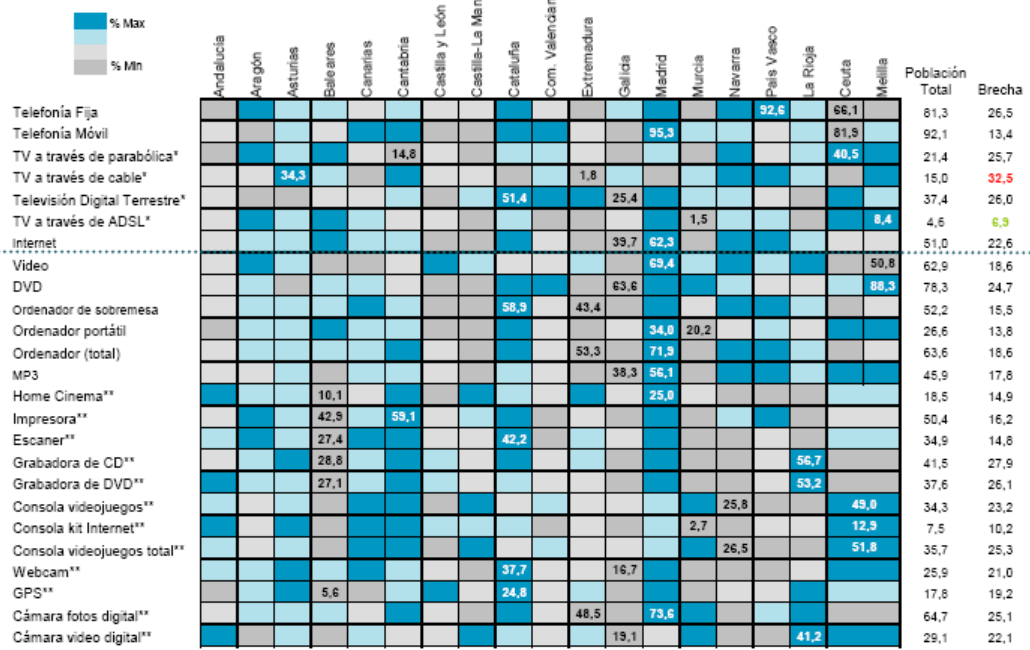 % Max
% Min
Andalucía Aragón Asturias Baleares Canarias Cantabria Castilla y León Castilla-La Man Cataluña Com. Valencian Extremadura Galicia Madrid Murcia Navarra País Vasco La Rioja Ceuta Melilla
Población Total Brecha
Telefonía Fija 92,6 66,1 81,3 26,5
Telefonía Móvil 95,3 81,9 92,1 13,4
TV a través de parabólica* 14,8 40,5 21,4 25,7
TV a través de cable* 34,3 1,8 15,0 32,5
Televisión Digital Terrestre* 51,4 25,4 37,4 26,0
TV a través de ADSL* 1,5 8,4 4,6 6,9
Internet 39,7 62,3 51,0 22,6
Video 69,4 50,8 62,9 18,6
DVD 63,6 88,3 78,3 24,7
Ordenador de sobremesa 58,9 43,4 52,2 15,5
Ordenador portátil 34,0 20,2 26,6 13,8
Ordenador (total) 53,3 71,9 63,6 18,6
MP3 38,3 56,1 45,9 17,8
Home Cinema** 10,1 25,0 18,5 14,9
Impresora** 42,9 59,1 50,4 16,2
Escaner** 27,4 42,2 34,9 14,8
Grabadora de CD** 28,8 56,7 41,5 27,9
Grabadora de DVD** 27,1 53,2 37,6 26,1
Consola videojuegos** 25,8 49,0 34,3 23,2
Consola kit Internet** 2,7 12,9 7,5 10,2
Consola videojuegos total** 26,5 51,8 35,7 25,3
Webcam** 37,7 16,7 25,9 21,0
GPS** 5,6 24,8 17,8 19,2
Cámara fotos digital** 48,5 73,6 64,7 25,1
Cámara video digital** 19,1 41,2 29,1 22,1